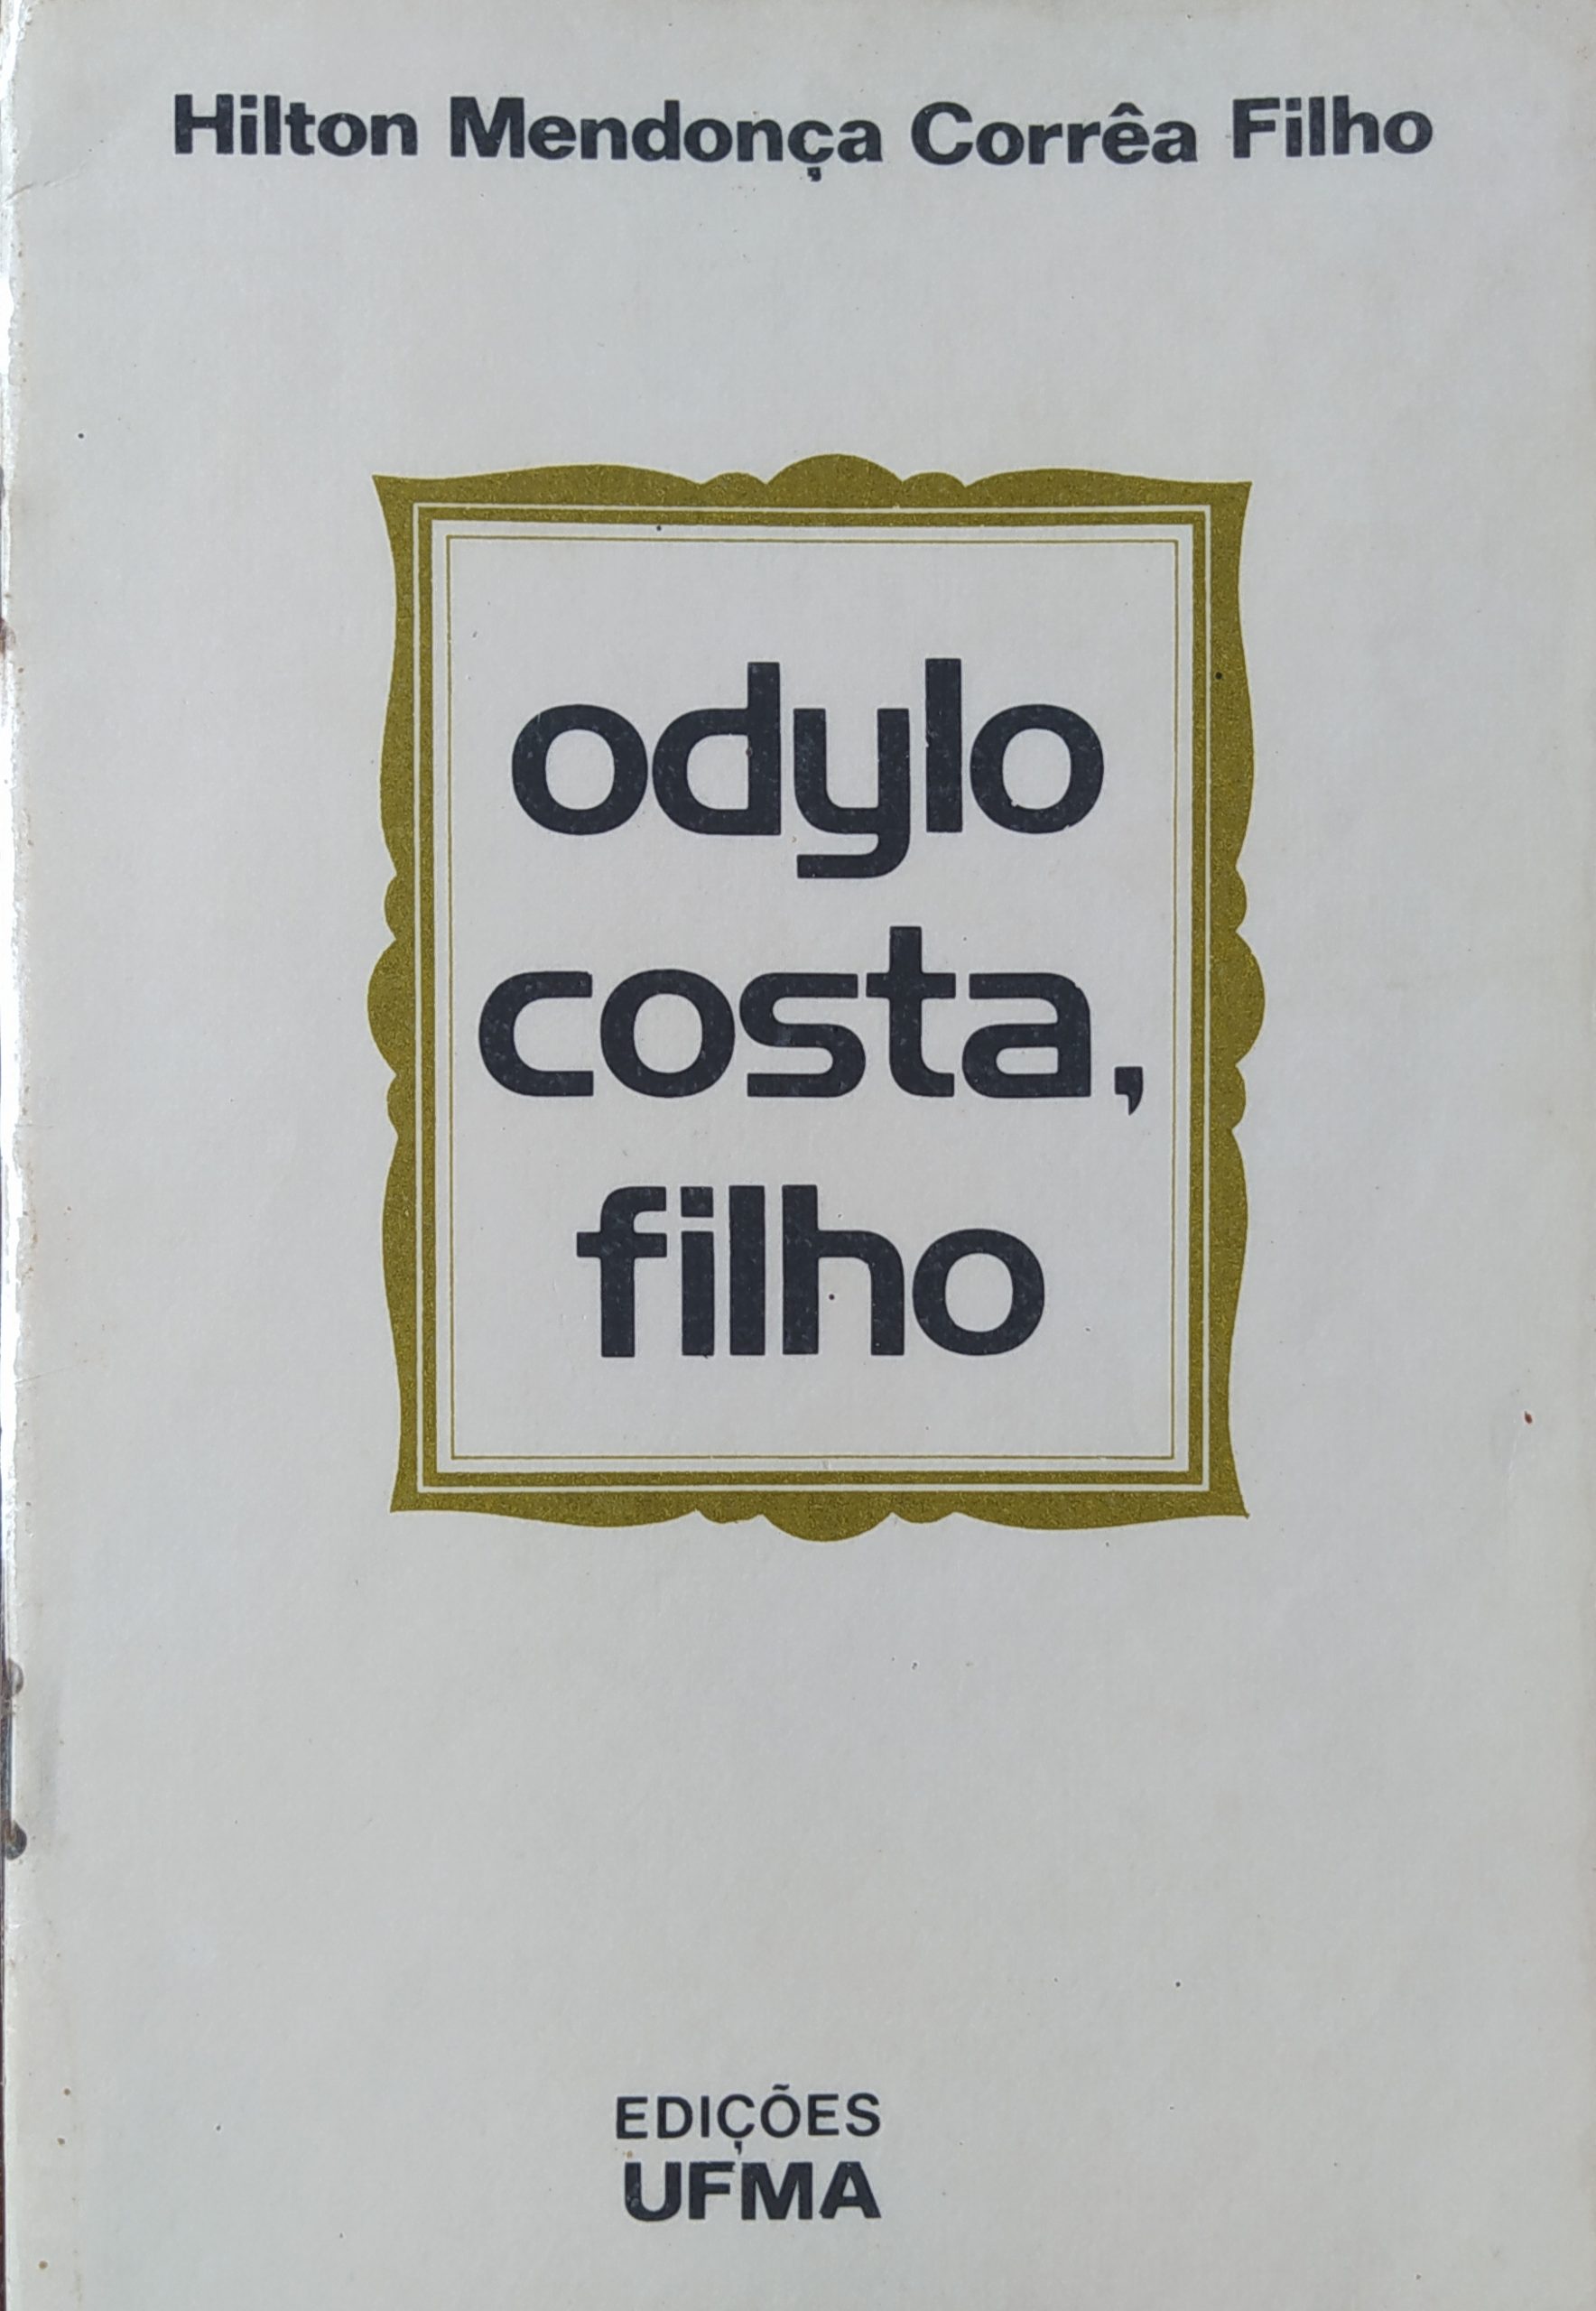 Hilton Mendonça Corrêa Filho
odylo
costa,
filho
EDIÇÕES
UFMA